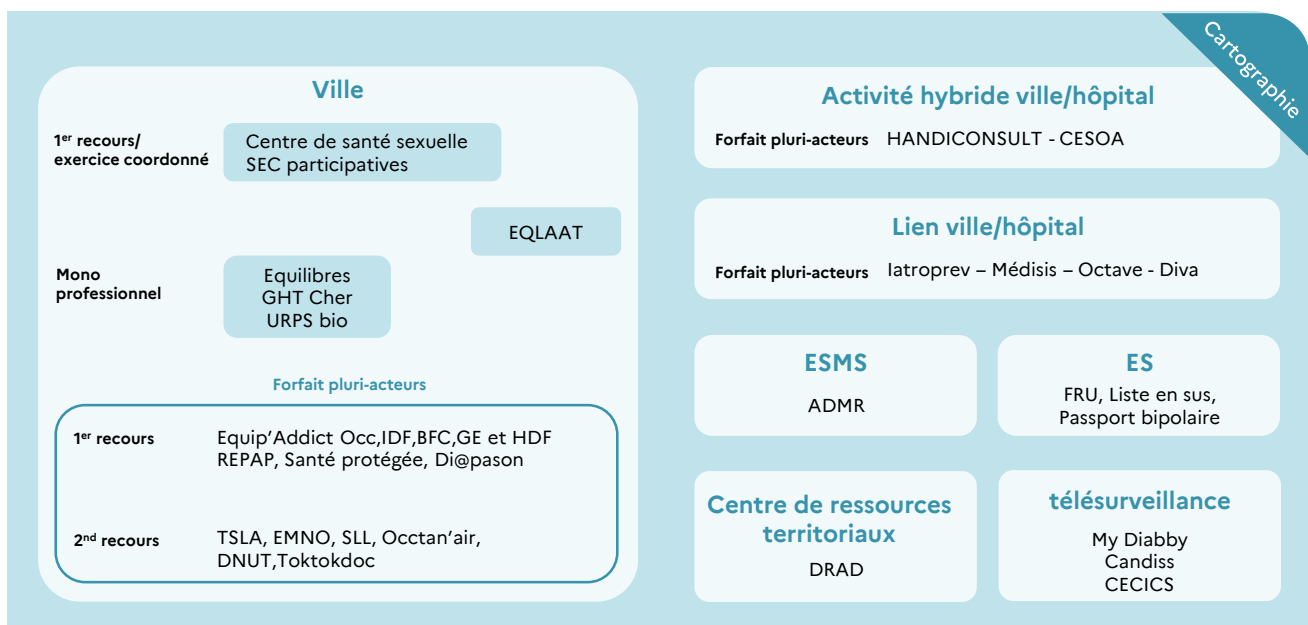 Cartographie
Ville
1er recours/
exercice coordonné
Centre de santé sexuelle
SEC participatives
EQLAAT
Mono
professionnel
Equilibres
GHT Cher
URPS bio
Forfait pluri-acteurs
1er recours
Equip’Addict Occ,IDF,BFC,GE et HDF
REPAP, Santé protégée, Di@pason
2nd recours
TSLA, EMNO, SLL, Occtan’air,
DNUT,Toktokdoc
Activité hybride ville/hôpital
Forfait pluri-acteurs HANDICONSULT - CESOA
Lien ville/hôpital
Forfait pluri-acteurs Iatroprev – Médisis – Octave - Diva
ESMS
ADMR
ES
FRU, Liste en sus,
Passport bipolaire
Centre de ressources
territoriaux
DRAD
télésurveillance
My Diabby
Candiss
CECICS